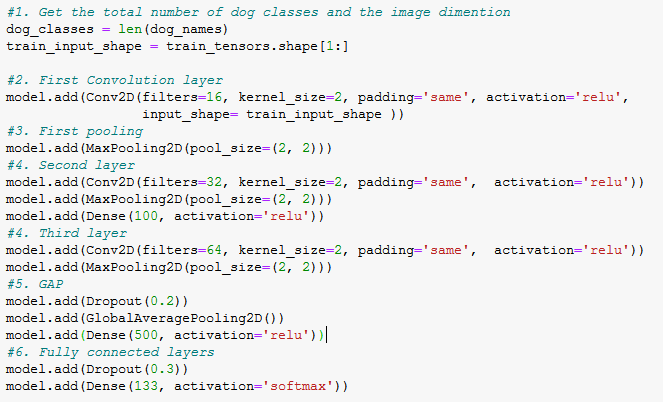 #1. Get the total number of dog classes and the image dimention
dog_classes = len(dog_names)
train_input_shape = train_tensors.shape[1:]
#2. First Convolution layer
model.add(Conv2D(filters=16, kernel_size=2, padding='same', activation='relu',
input_shape= train_input_shape ))
#3. First pooling
model.add(MaxPooling2D(pool_size=(2, 2)))
#4. Second layer
model.add(Conv2D(filters=32, kernel_size=2, padding='same',  activation='relu'))
model.add(MaxPooling2D(pool_size=(2, 2)))
model.add(Dense(100, activation='relu'))
#4. Third layer
model.add(Conv2D(filters=64, kernel_size=2, padding='same',  activation='relu'))
model.add(MaxPooling2D(pool_size=(2, 2)))
#5. GAP
model.add(Dropout(0.2))
model.add(GlobalAveragePooling2D())
model.add(Dense(500, activation='relu'))
#6. Fully connected layers
model.add(Dropout(0.3))
model.add(Dense(133, activation='softmax'))